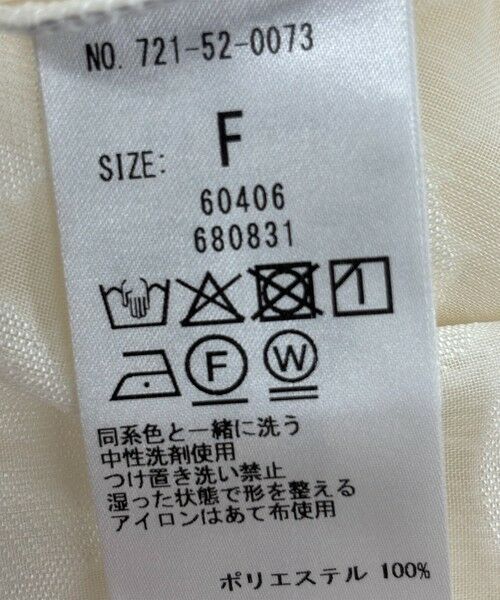 NO. 721-52-0073
SIZE: F
60406
680831
F W
同系色と一緒に洗う
中性洗剤使用
つけ置き洗い禁止
湿った状態で形を整える
アイロンはあて布使用
ポリエステル 100%